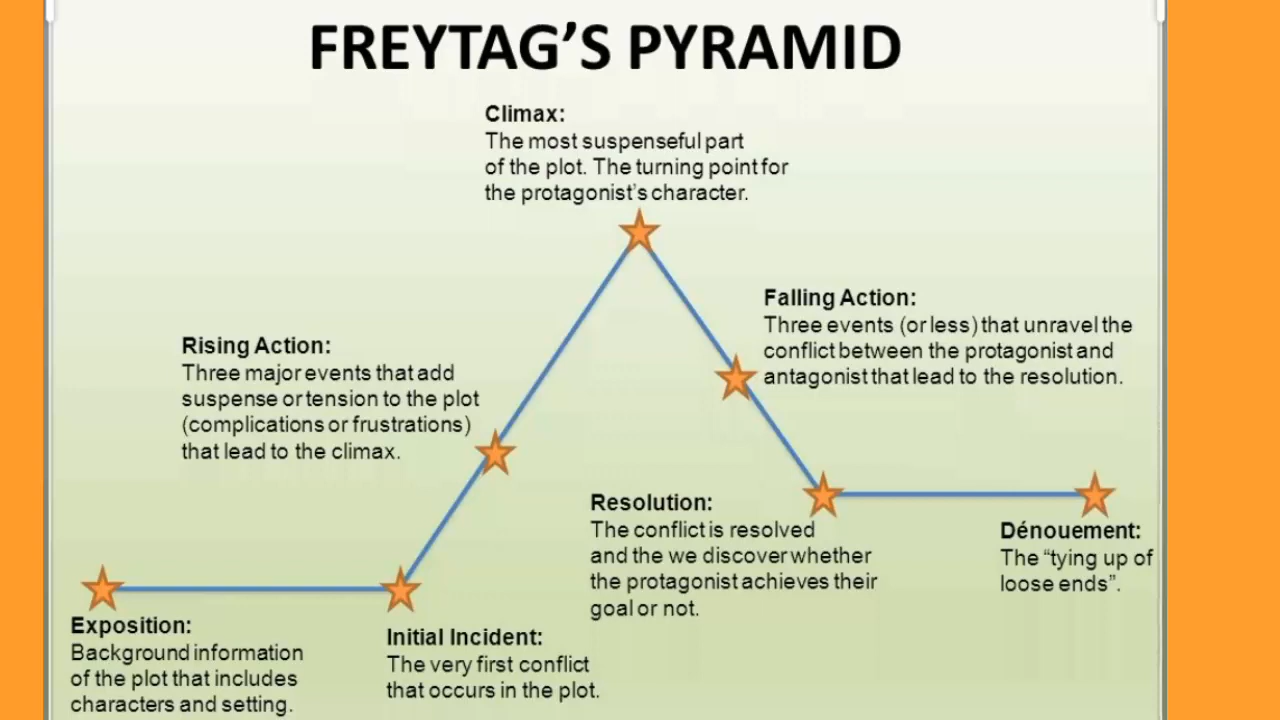 FREYTAG’S PYRAMID
Climax:
The most suspenseful part
of the plot. The turning point for
the protagonist’s character.
Falling Action:
Three events (or less) that unravel the
conflict between the protagonist and
antagonist that lead to the resolution.
Rising Action:
Three major events that add
suspense or tension to the plot
(complications or frustrations)
that lead to the climax.
Resolution:
The conflict is resolved
and the we discover whether
the protagonist achieves their
goal or not.
Dénouement:
The “tying up of
loose ends”.
Exposition:
Background information
of the plot that includes
characters and setting.
Initial Incident:
The very first conflict
that occurs in the plot.